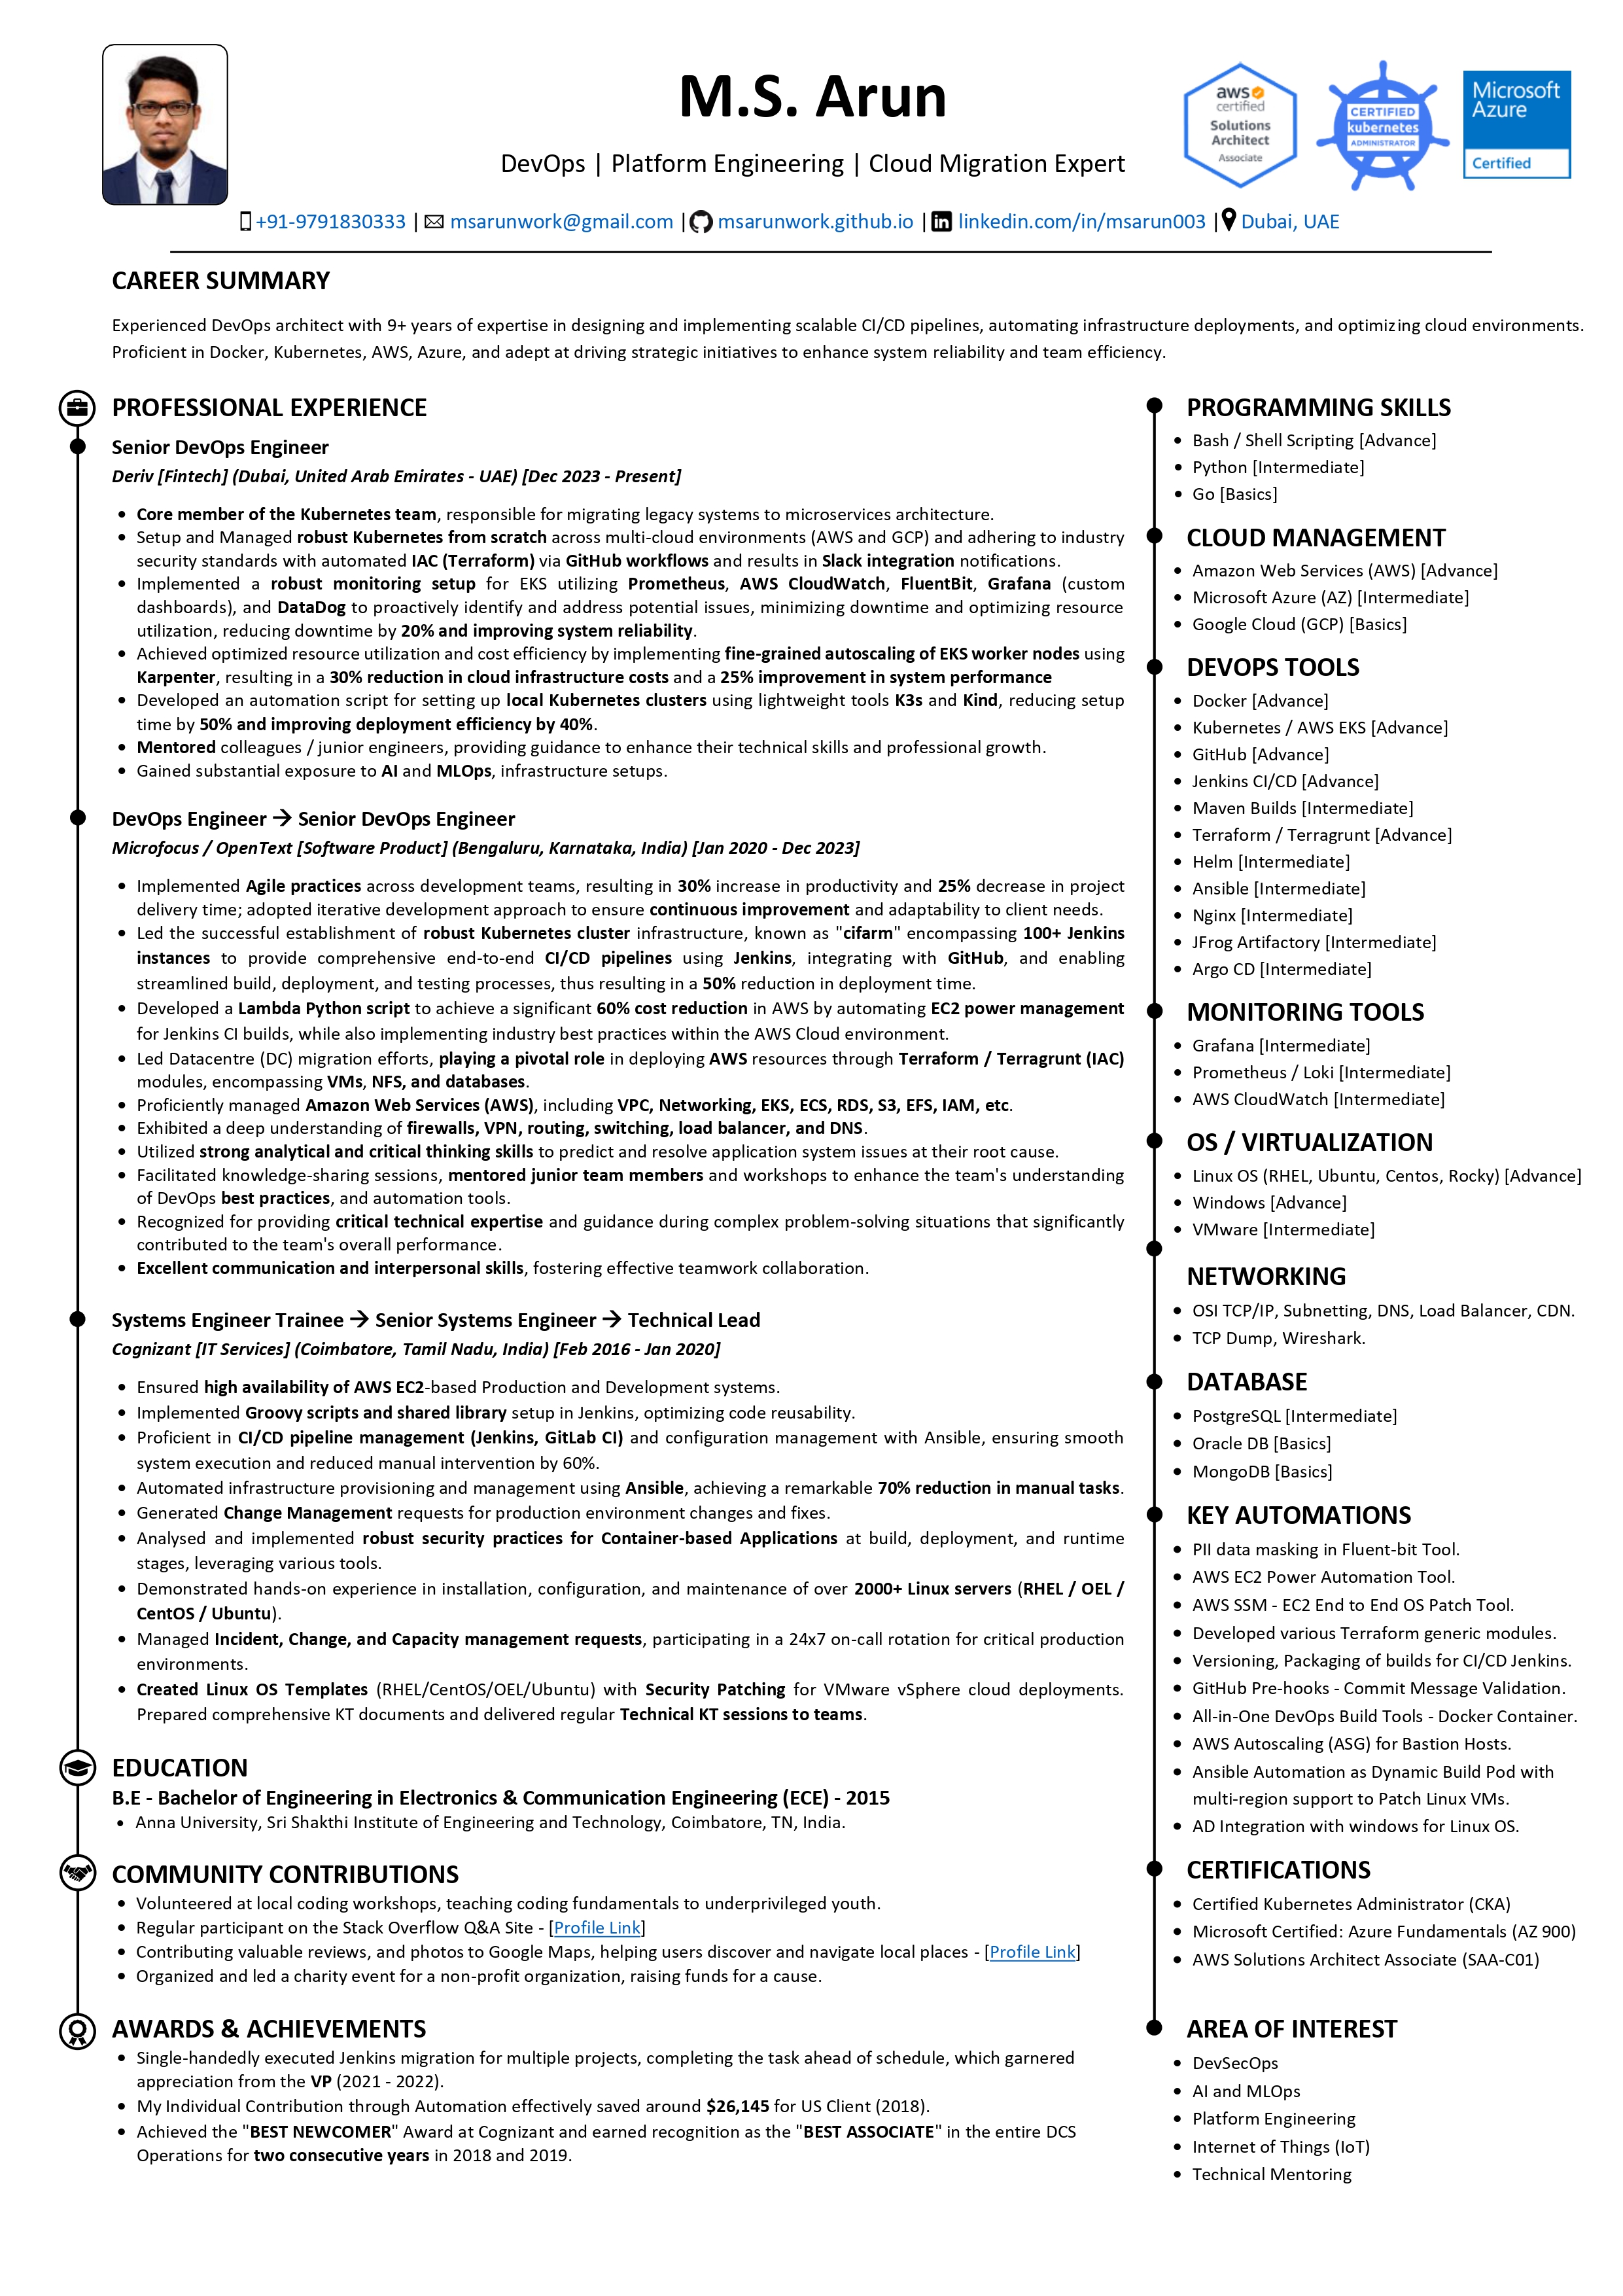 M.S. Arun
DevOps | Platform Engineering | Cloud Migration Expert
aws
certified
Solutions
Architect
Associate
CERTIFIED
kubernetes
ADMINISTRATOR
Microsoft
Azure
Certified
+91-9791830333 | msarunwork@gmail.com | msarunwork.github.io | linkedin.com/in/msarun003 | Dubai, UAE
CAREER SUMMARY
Experienced DevOps architect with 9+ years of expertise in designing and implementing scalable CI/CD pipelines, automating infrastructure deployments, and optimizing cloud environments.
Proficient in Docker, Kubernetes, AWS, Azure, and adept at driving strategic initiatives to enhance system reliability and team efficiency.
PROFESSIONAL EXPERIENCE
Senior DevOps Engineer
Deriv [Fintech] (Dubai, United Arab Emirates - UAE) [Dec 2023 - Present]
• Core member of the Kubernetes team, responsible for migrating legacy systems to microservices architecture.
• Setup and Managed robust Kubernetes from scratch across multi-cloud environments (AWS and GCP) and adhering to industry
security standards with automated IAC (Terraform) via GitHub workflows and results in Slack integration notifications.
• Implemented a robust monitoring setup for EKS utilizing Prometheus, AWS CloudWatch, FluentBit, Grafana (custom
dashboards), and DataDog to proactively identify and address potential issues, minimizing downtime and optimizing resource
utilization, reducing downtime by 20% and improving system reliability.
• Achieved optimized resource utilization and cost efficiency by implementing fine-grained autoscaling of EKS worker nodes using
Karpenter, resulting in a 30% reduction in cloud infrastructure costs and a 25% improvement in system performance
• Developed an automation script for setting up local Kubernetes clusters using lightweight tools K3s and Kind, reducing setup
time by 50% and improving deployment efficiency by 40%.
• Mentored colleagues / junior engineers, providing guidance to enhance their technical skills and professional growth.
• Gained substantial exposure to AI and MLOps, infrastructure setups.
DevOps Engineer → Senior DevOps Engineer
Microfocus / OpenText [Software Product] (Bengaluru, Karnataka, India) [Jan 2020 - Dec 2023]
• Implemented Agile practices across development teams, resulting in 30% increase in productivity and 25% decrease in project
delivery time; adopted iterative development approach to ensure continuous improvement and adaptability to client needs.
• Led the successful establishment of robust Kubernetes cluster infrastructure, known as "cifarm" encompassing 100+ Jenkins
instances to provide comprehensive end-to-end CI/CD pipelines using Jenkins, integrating with GitHub, and enabling
streamlined build, deployment, and testing processes, thus resulting in a 50% reduction in deployment time.
• Developed a Lambda Python script to achieve a significant 60% cost reduction in AWS by automating EC2 power management
for Jenkins CI builds, while also implementing industry best practices within the AWS Cloud environment.
• Led Datacentre (DC) migration efforts, playing a pivotal role in deploying AWS resources through Terraform / Terragrunt (IAC)
modules, encompassing VMs, NFS, and databases.
• Proficiently managed Amazon Web Services (AWS), including VPC, Networking, EKS, ECS, RDS, S3, EFS, IAM, etc.
• Exhibited a deep understanding of firewalls, VPN, routing, switching, load balancer, and DNS.
• Utilized strong analytical and critical thinking skills to predict and resolve application system issues at their root cause.
• Facilitated knowledge-sharing sessions, mentored junior team members and workshops to enhance the team's understanding
of DevOps best practices, and automation tools.
• Recognized for providing critical technical expertise and guidance during complex problem-solving situations that significantly
contributed to the team's overall performance.
• Excellent communication and interpersonal skills, fostering effective teamwork collaboration.
Systems Engineer Trainee → Senior Systems Engineer → Technical Lead
Cognizant [IT Services] (Coimbatore, Tamil Nadu, India) [Feb 2016 - Jan 2020]
• Ensured high availability of AWS EC2-based Production and Development systems.
• Implemented Groovy scripts and shared library setup in Jenkins, optimizing code reusability.
• Proficient in CI/CD pipeline management (Jenkins, GitLab CI) and configuration management with Ansible, ensuring smooth
system execution and reduced manual intervention by 60%.
• Automated infrastructure provisioning and management using Ansible, achieving a remarkable 70% reduction in manual tasks.
• Generated Change Management requests for production environment changes and fixes.
• Analysed and implemented robust security practices for Container-based Applications at build, deployment, and runtime
stages, leveraging various tools.
• Demonstrated hands-on experience in installation, configuration, and maintenance of over 2000+ Linux servers (RHEL / OEL /
CentOS / Ubuntu).
• Managed Incident, Change, and Capacity management requests, participating in a 24x7 on-call rotation for critical production
environments.
• Created Linux OS Templates (RHEL/CentOS/OEL/Ubuntu) with Security Patching for VMware vSphere cloud deployments.
Prepared comprehensive KT documents and delivered regular Technical KT sessions to teams.
EDUCATION
B.E - Bachelor of Engineering in Electronics & Communication Engineering (ECE) - 2015
• Anna University, Sri Shakthi Institute of Engineering and Technology, Coimbatore, TN, India.
COMMUNITY CONTRIBUTIONS
• Volunteered at local coding workshops, teaching coding fundamentals to underprivileged youth.
• Regular participant on the Stack Overflow Q&A Site - [Profile Link]
• Contributing valuable reviews, and photos to Google Maps, helping users discover and navigate local places - [Profile Link]
• Organized and led a charity event for a non-profit organization, raising funds for a cause.
AWARDS & ACHIEVEMENTS
• Single-handedly executed Jenkins migration for multiple projects, completing the task ahead of schedule, which garnered
appreciation from the VP (2021 - 2022).
• My Individual Contribution through Automation effectively saved around $26,145 for US Client (2018).
• Achieved the "BEST NEWCOMER" Award at Cognizant and earned recognition as the "BEST ASSOCIATE" in the entire DCS
Operations for two consecutive years in 2018 and 2019.
PROGRAMMING SKILLS
• Bash / Shell Scripting [Advance]
• Python [Intermediate]
• Go [Basics]
CLOUD MANAGEMENT
• Amazon Web Services (AWS) [Advance]
• Microsoft Azure (AZ) [Intermediate]
• Google Cloud (GCP) [Basics]
DEVOPS TOOLS
• Docker [Advance]
• Kubernetes / AWS EKS [Advance]
• GitHub [Advance]
• Jenkins CI/CD [Advance]
• Maven Builds [Intermediate]
• Terraform / Terragrunt [Advance]
• Helm [Intermediate]
• Ansible [Intermediate]
• Nginx [Intermediate]
• JFrog Artifactory [Intermediate]
• Argo CD [Intermediate]
MONITORING TOOLS
• Grafana [Intermediate]
• Prometheus / Loki [Intermediate]
• AWS CloudWatch [Intermediate]
OS / VIRTUALIZATION
• Linux OS (RHEL, Ubuntu, Centos, Rocky) [Advance]
• Windows [Advance]
• VMware [Intermediate]
NETWORKING
• OSI TCP/IP, Subnetting, DNS, Load Balancer, CDN.
• TCP Dump, Wireshark.
DATABASE
• PostgreSQL [Intermediate]
• Oracle DB [Basics]
• MongoDB [Basics]
KEY AUTOMATIONS
• PII data masking in Fluent-bit Tool.
• AWS EC2 Power Automation Tool.
• AWS SSM - EC2 End to End OS Patch Tool.
• Developed various Terraform generic modules.
• Versioning, Packaging of builds for CI/CD Jenkins.
• GitHub Pre-hooks - Commit Message Validation.
• All-in-One DevOps Build Tools - Docker Container.
• AWS Autoscaling (ASG) for Bastion Hosts.
• Ansible Automation as Dynamic Build Pod with
multi-region support to Patch Linux VMs.
• AD Integration with windows for Linux OS.
CERTIFICATIONS
• Certified Kubernetes Administrator (CKA)
• Microsoft Certified: Azure Fundamentals (AZ 900)
• AWS Solutions Architect Associate (SAA-C01)
AREA OF INTEREST
• DevSecOps
• AI and MLOps
• Platform Engineering
• Internet of Things (IoT)
• Technical Mentoring